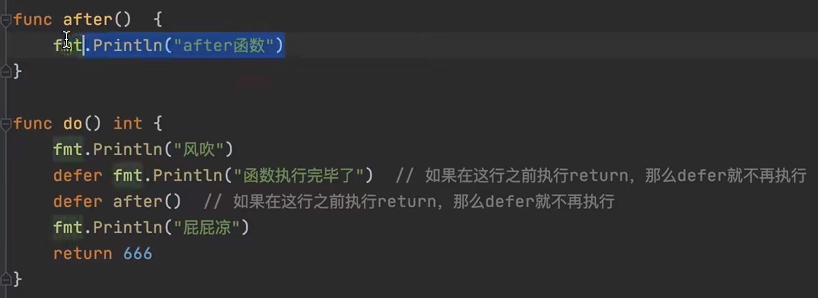 func after()  {
    fmt.Println("after函数")
}

func do() int {
    fmt.Println("风吹")
    defer fmt.Println("函数执行完毕了")  // 如果在这行之前执行return，那么defer就不再执行
    defer after()  // 如果在这行之前执行return，那么defer就不再执行
    fmt.Println("屁屁凉")
    return 666
}